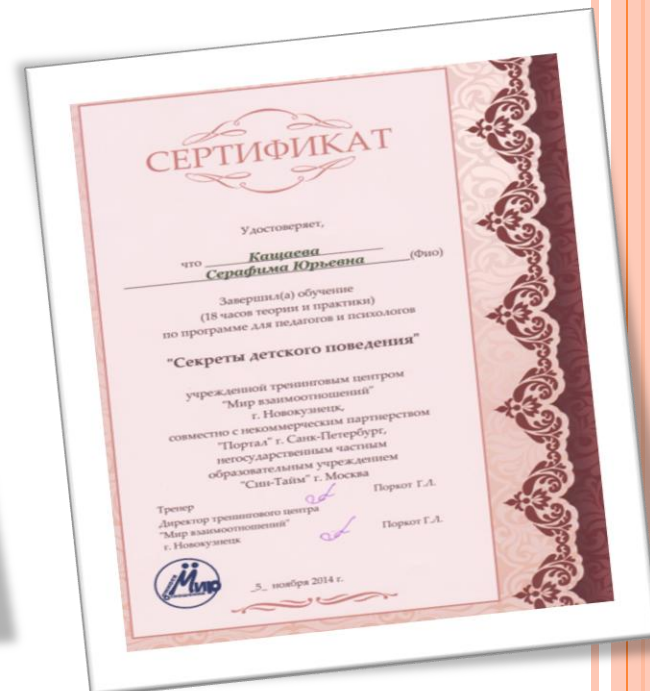 СЕРТИФИКАТ
Удостоверяет,
что Кащаева
Серафима Юрьевна (Фио)
Завершил(а) обучение
(18 часов теории и практики)
по программе для педагогов и психологов
"Секреты детского поведения"
учрежденной тренинговым центром
"Мир взаимоотношений"
г. Новокузнецк,
совместно с некоммерческим партнерством
"Портал" г. Санк-Петербург,
негосударственным частным
образовательным учреждением
"Син-Тайм" г. Москва
Тренер Поркот Г.Л.
Директор тренингового центра
"Мир взаимоотношений" Поркот Г.Л.
г. Новокузнецк
Мир
_5_ ноября 2014 г.